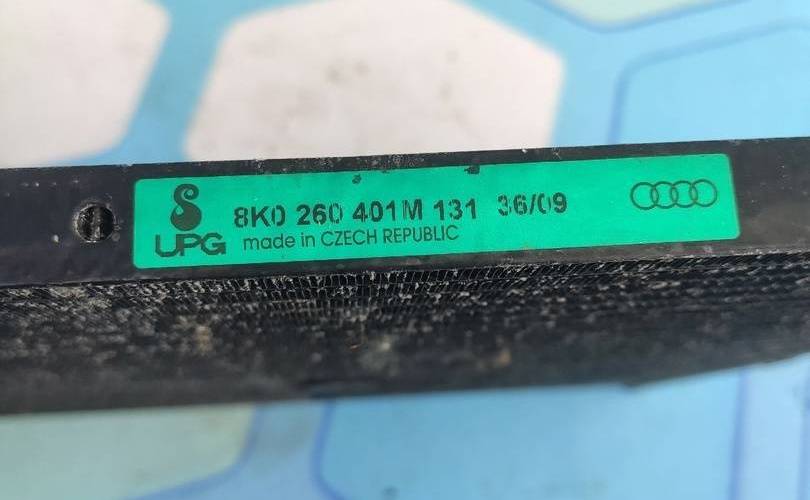 8K0 260 401M 131 36/09
UPG made in CZECH REPUBLIC